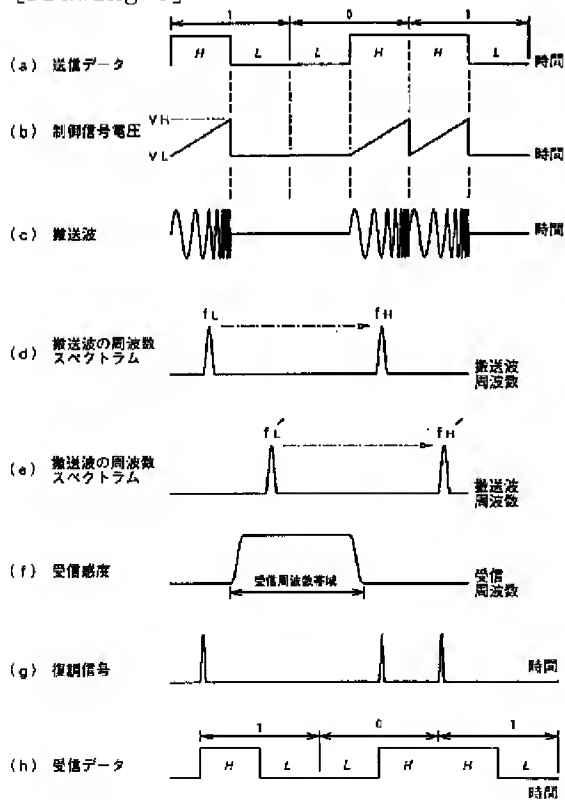 1 0 1
(a) 送信データ H L L H H L 時間
(b) 制御信号電圧 VH VL 時間
(c) 搬送波 時間
(d) 搬送波の周波数スペクトラム fL fH 搬送波周波数
(e) 搬送波の周波数スペクトラム fL´ fH´ 搬送波周波数
(f) 受信感度 受信周波数帯域 受信周波数
(g) 復調信号 時間
1 0 1
(h) 受信データ H L L H H L
時間